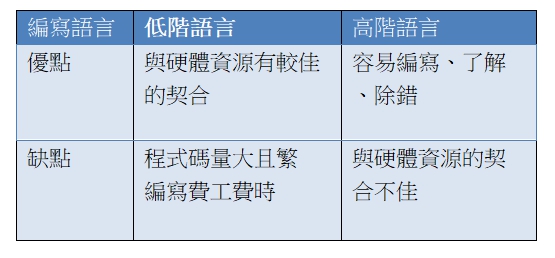 编寫語言 低階語言 高階語言
優點 與硬體資源有較佳 容易編寫、了解
的契合 、除錯
缺點 程式碼量大且繁 與硬體資源的契
編寫費工費時 合不佳